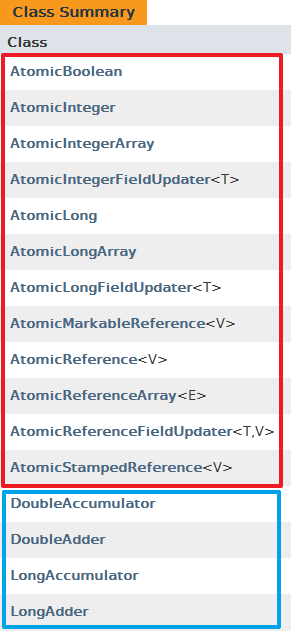 Class Summary
Class
AtomicBoolean
AtomicInteger
AtomicIntegerArray
AtomicIntegerFieldUpdater<T>
AtomicLong
AtomicLongArray
AtomicLongFieldUpdater<T>
AtomicMarkableReference<V>
AtomicReference<V>
AtomicReferenceArray<E>
AtomicReferenceFieldUpdater<T,V>
AtomicStampedReference<V>
DoubleAccumulator
DoubleAdder
LongAccumulator
LongAdder